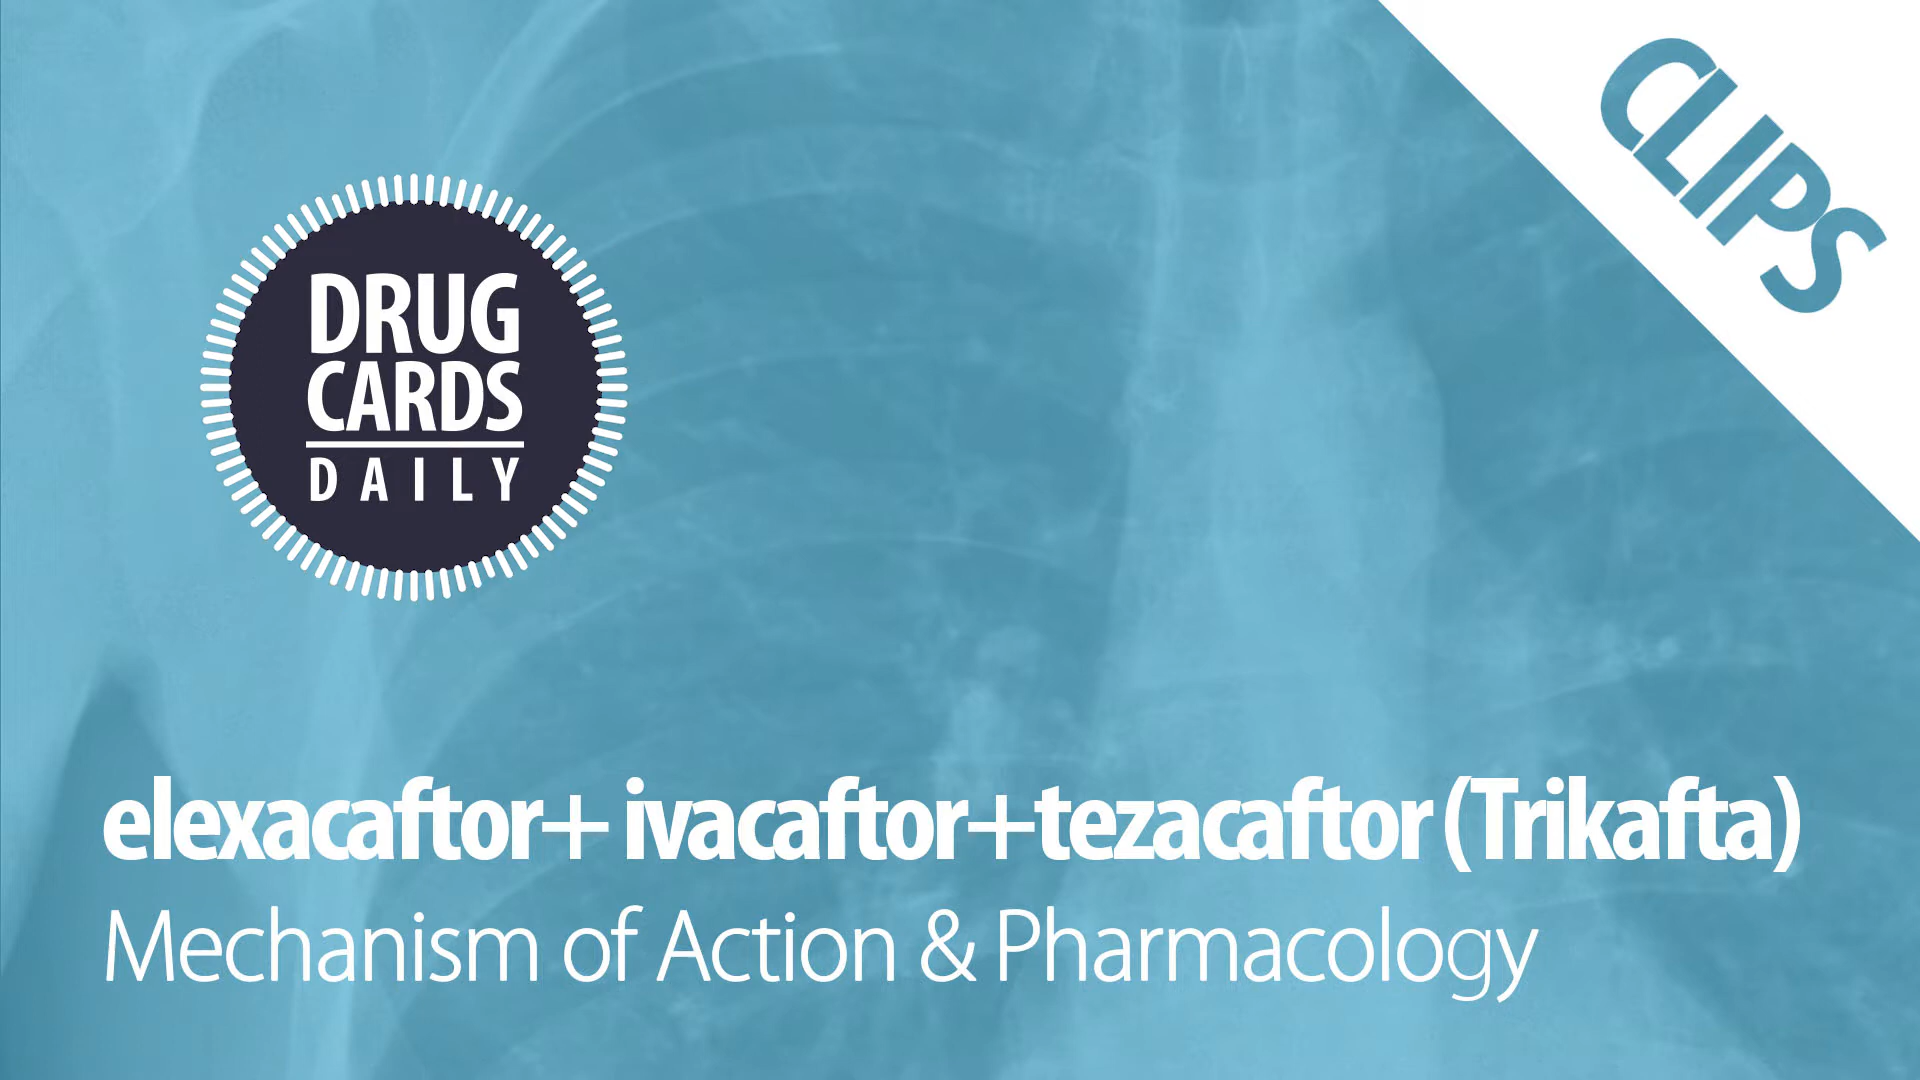 CLIPS
DRUG
CARDS
DAILY
elexacaftor+ ivacaftor+tezacaftor (Trikafta)
Mechanism of Action & Pharmacology